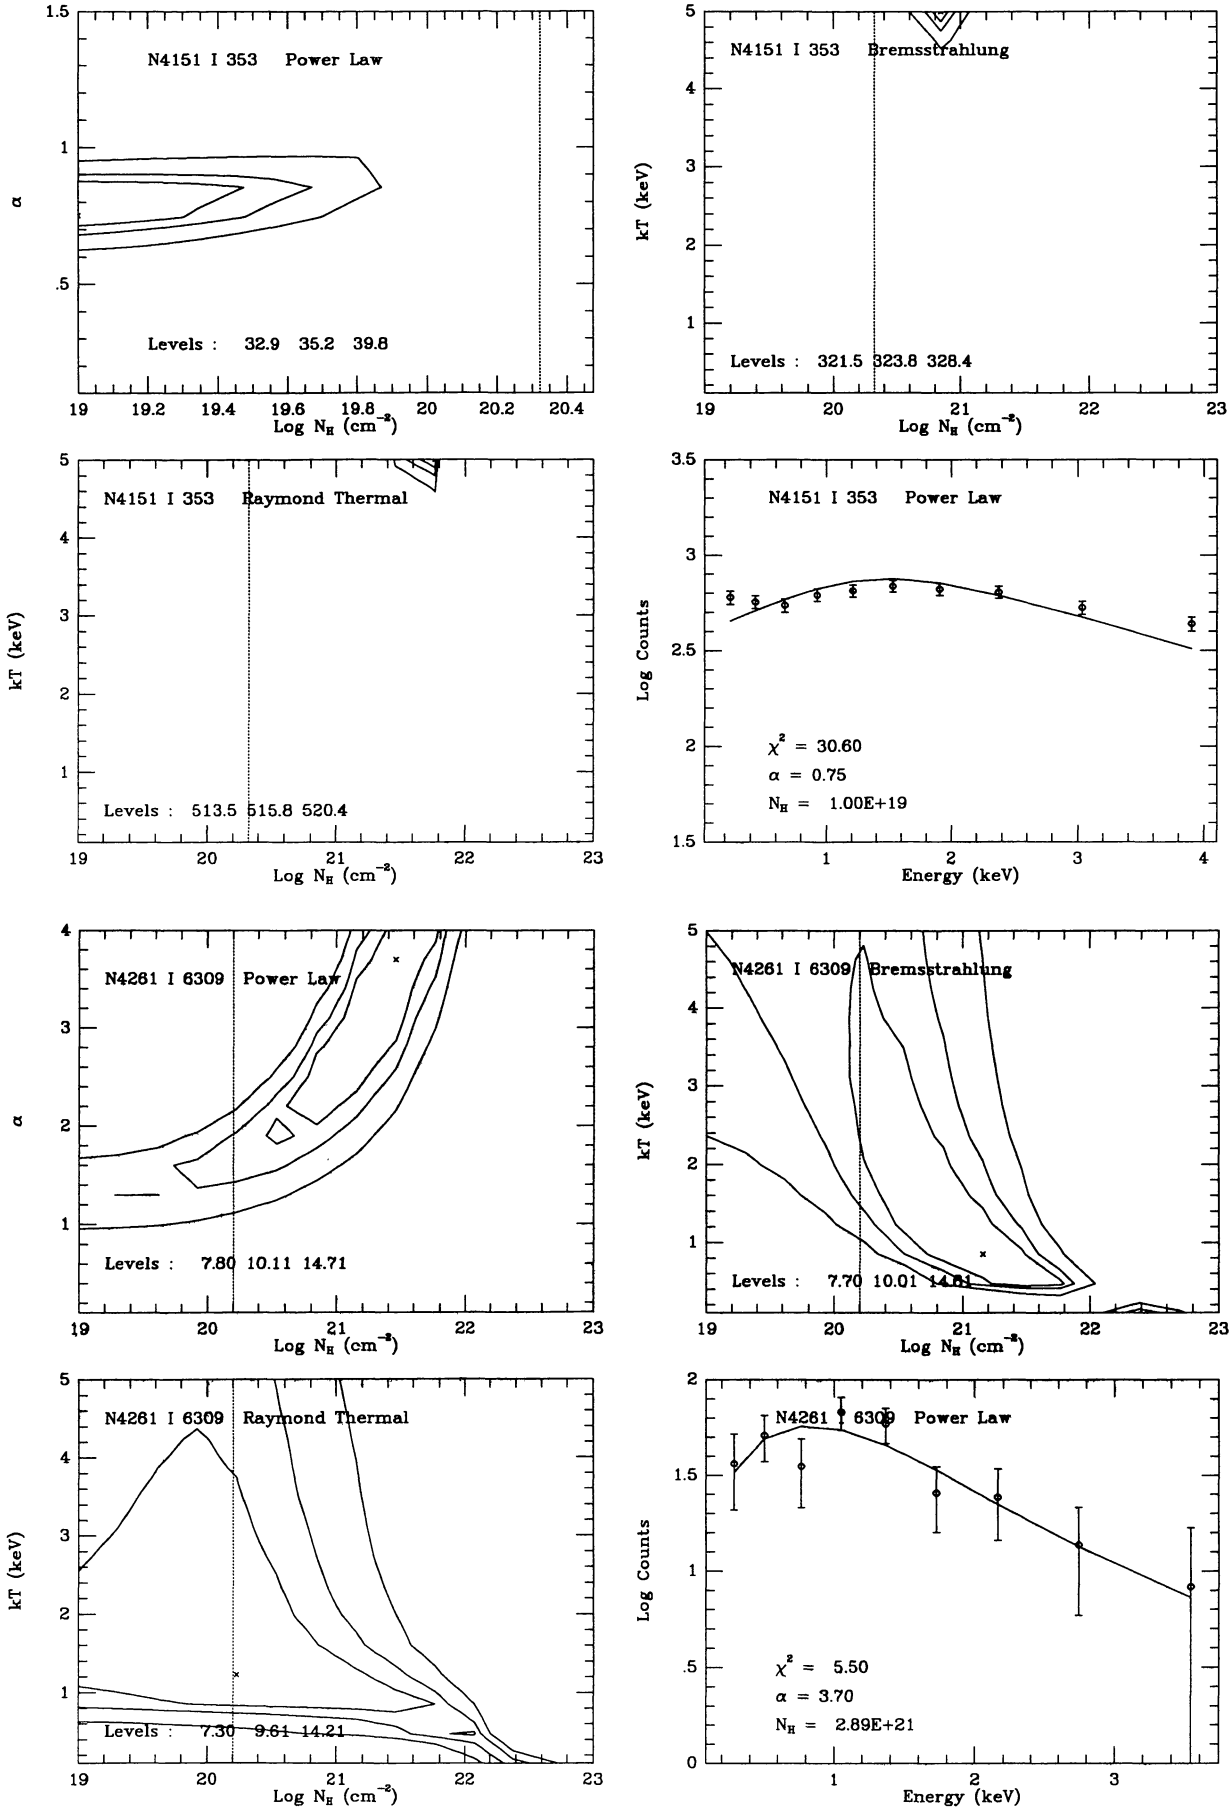 1.5
1
.5
α
N4151 I 353 Power Law
Levels : 32.9 35.2 39.8
19 19.2 19.4 19.6 19.8 20 20.2 20.4
Log N_H (cm⁻²)
5
4
3
2
1
kT (keV)
N4151 I 353 Bremsstrahlung
Levels : 321.5 323.8 328.4
19 20 21 22 23
Log N_H (cm⁻²)
5
4
3
2
1
kT (keV)
N4151 I 353 Raymond Thermal
Levels : 513.5 515.8 520.4
19 20 21 22 23
Log N_H (cm⁻²)
3.5
3
2.5
2
1.5
Log Counts
N4151 I 353 Power Law
χ² = 30.60
α = 0.75
N_H = 1.00E+19
1 2 3 4
Energy (keV)
4
3
2
1
α
N4261 I 6309 Power Law
Levels : 7.80 10.11 14.71
19 20 21 22 23
Log N_H (cm⁻²)
5
4
3
2
1
kT (keV)
N4261 I 6309 Bremsstrahlung
Levels : 7.70 10.01 14.61
19 20 21 22 23
Log N_H (cm⁻²)
5
4
3
2
1
kT (keV)
N4261 I 6309 Raymond Thermal
Levels : 7.30 9.61 14.21
19 20 21 22 23
Log N_H (cm⁻²)
2
1.5
1
.5
0
Log Counts
N4261 I 6309 Power Law
χ² = 5.50
α = 3.70
N_H = 2.89E+21
1 2 3
Energy (keV)